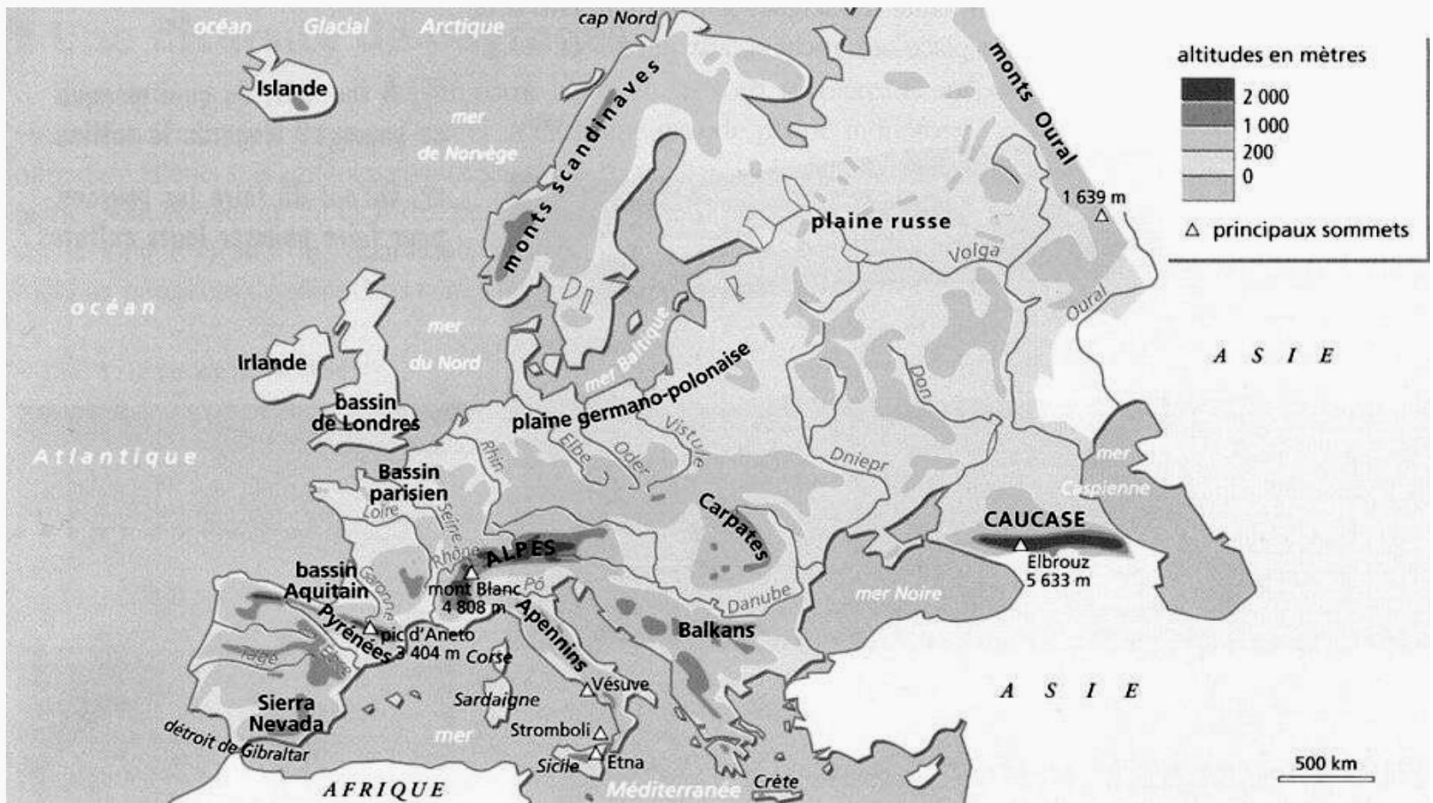 océan Glacial Arctique
cap Nord
Islande
mer
de Norvège
monts scandinaves
monts Oural
1 639 m
plaine russe
Volga
Oural
altitudes en mètres
2 000
1 000
200
0
principaux sommets
océan
Atlantique
mer
du Nord
mer Baltique
Irlande
bassin
de Londres
plaine germano-polonaise
Rhin
Elbe
Oder
Vistule
Don
Dniepr
A S I E
mer
Caspienne
Bassin
parisien
Loire
Seine
Rhône
ALPES
mont Blanc
4 808 m
Carpates
CAUCASE
Elbrouz
5 633 m
mer Noire
bassin
Aquitain
Garonne
Pô
Danube
Pyrénées
pic d'Aneto
3 404 m
Apennins
Balkans
Tage
Èbre
Corse
Sardaigne
Vésuve
Stromboli
Etna
Sicile
Sierra
Nevada
détroit de Gibraltar
mer
Méditerranée
Crète
AFRIQUE
A S I E
500 km